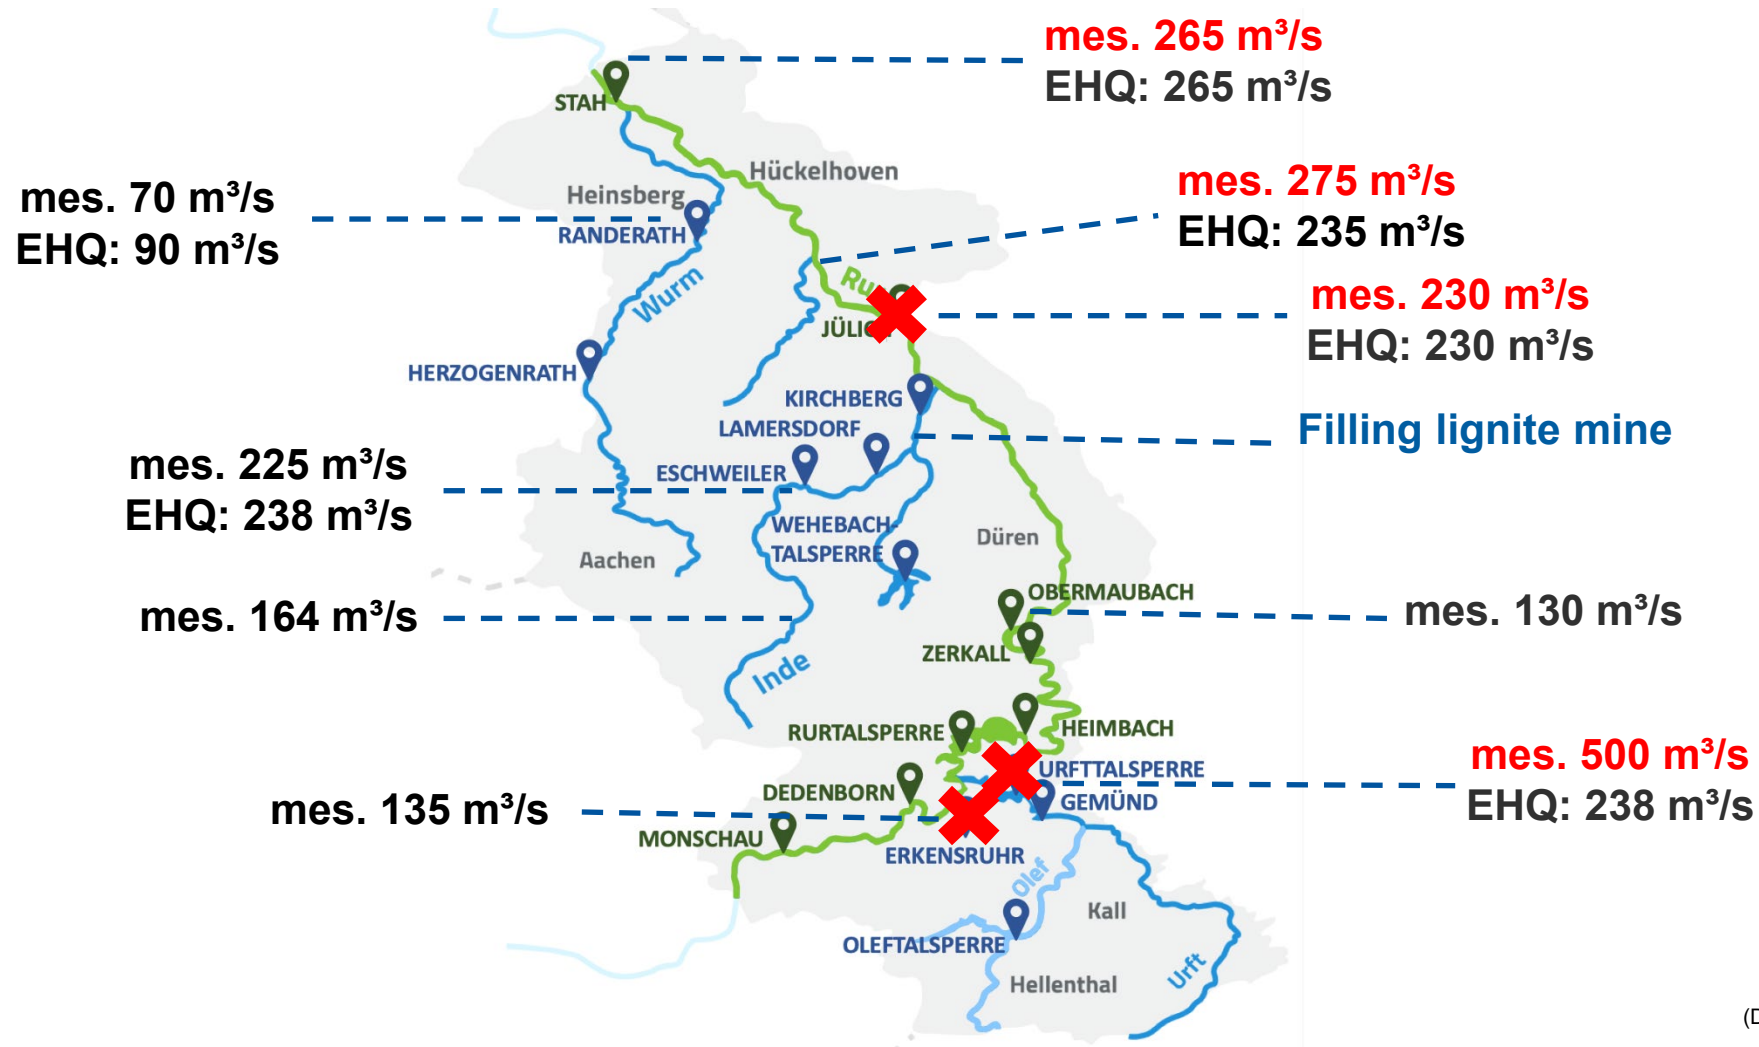 mes. 265 m³/s
EHQ: 265 m³/s
STAH
Hückelhoven
mes. 275 m³/s
EHQ: 235 m³/s
mes. 70 m³/s
EHQ: 90 m³/s
Heinsberg
RANDERATH
Wurm
mes. 230 m³/s
EHQ: 230 m³/s
HERZOGENRATH
KIRCHBERG
LAMERSDORF
Filling lignite mine
mes. 225 m³/s
EHQ: 238 m³/s
ESCHWEILER
WEHEBACH-
TALSPERRE
Düren
Aachen
OBERMAUBACH
mes. 164 m³/s
mes. 130 m³/s
ZERKALL
Inde
RURTALSPERRE
HEIMBACH
mes. 500 m³/s
EHQ: 238 m³/s
URFTTALSPERRE
DEDENBORN
GEMÜND
mes. 135 m³/s
MONSCHAU
ERKENSRUHR
Olef
Kall
OLEFTALSPERRE
Urft
Hellenthal